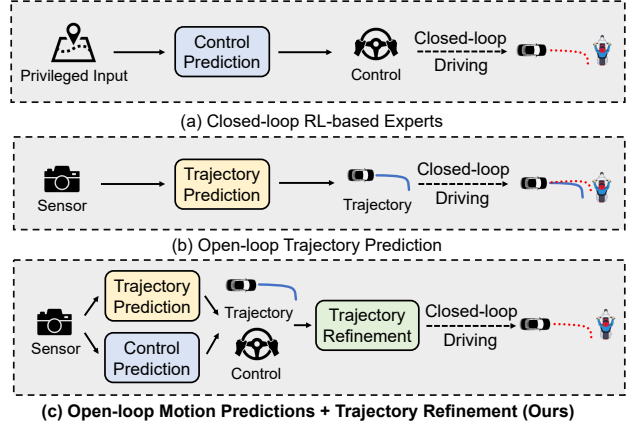 Privileged Input
Control
Prediction
Control
Closed-loop
Driving
(a) Closed-loop RL-based Experts
Sensor
Trajectory
Prediction
Trajectory
Closed-loop
Driving
(b) Open-loop Trajectory Prediction
Sensor
Trajectory
Prediction
Control
Prediction
Trajectory
Control
Trajectory
Refinement
Closed-loop
Driving
(c) Open-loop Motion Predictions + Trajectory Refinement (Ours)